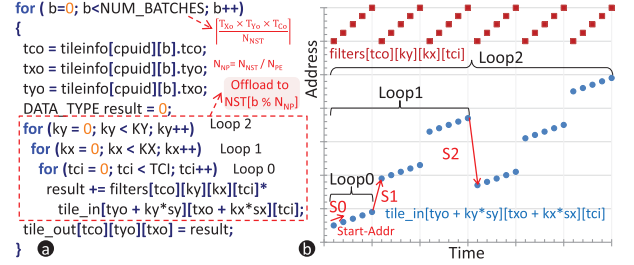 for ( b=0; b<NUM_BATCHES; b++)
⌈(T_Xo × T_Yo × T_Co) / N_NST⌉
{
tco = tileinfo[cpuid][b].tco;
txo = tileinfo[cpuid][b].tyo;
N_NP= N_NST / N_PE
tyo = tileinfo[cpuid][b].txo;
Offload to
NST[b % N_NP]
DATA_TYPE result = 0;
for (ky = 0; ky < KY; ky++)
Loop 2
for (kx = 0; kx < KX; kx++)
Loop 1
for (tci = 0; tci < TCI; tci++)
Loop 0
result += filters[tco][ky][kx][tci]*
tile_in[tyo + ky*sy][txo + kx*sx][tci];
tile_out[tco][tyo][txo] = result;
}
a
Address
filters[tco][ky][kx][tci]
Loop2
Loop1
Loop0
S0
S1
S2
Start-Addr
tile_in[tyo + ky*sy][txo + kx*sx][tci]
b
Time